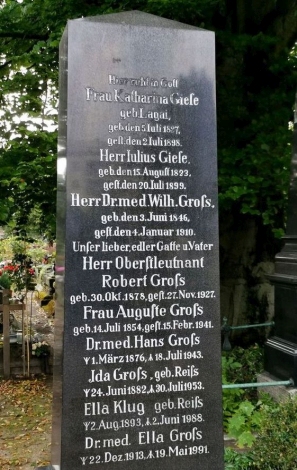 Hier ruht in Gott
Frau Katharina Giese
geb. Lagai,
geb. den 5. Juli 1827,
gest. den 2. Juli 1898.
Herr Julius Giese,
geb. den 15. August 1823,
gest. den 20. Juli 1899.
Herr Dr. med. Wilh. Gross,
geb. den 3. Juni 1846,
gest. den 4. Januar 1910.
Unser lieber, edler Gatte u. Vater
Herr Oberstleutnant
Robert Gross
geb. 30. Okt. 1878, gest. 27. Nov. 1927.
Frau Auguste Gross
geb. 14. Juli 1854, gest. 15. Febr. 1941.
Dr. med. Hans Gross
ᛉ 1. März 1876, ᛣ 18. Juli 1943.
Ida Gross, geb. Reiss
ᛉ 24. Juni 1882, ᛣ 30. Juli 1953.
Ella Klug geb. Reiss
ᛉ 2. Aug. 1893, ᛣ 2. Juni 1988.
Dr. med. Ella Gross
ᛉ 22. Dez. 1913, ᛣ 19. Mai 1991.